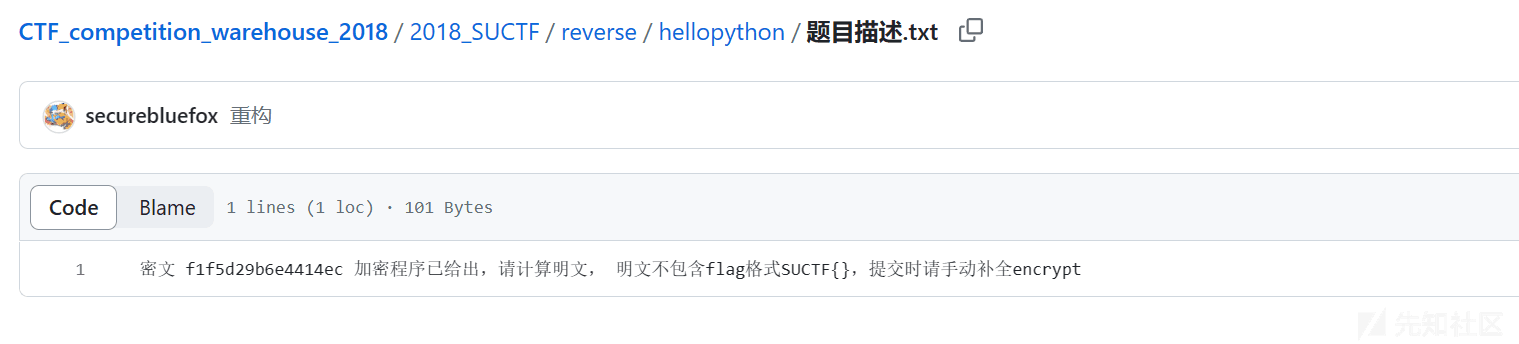 CTF_competition_warehouse_2018 / 2018_SUCTF / reverse / hellopython / 题目描述.txt
securebluefox 重构
Code Blame 1 lines (1 loc) · 101 Bytes
1 密文 f1f5d29b6e4414ec 加密程序已给出，请计算明文， 明文不包含flag格式SUCTF{}，提交时请手动补全encrypt
先知社区